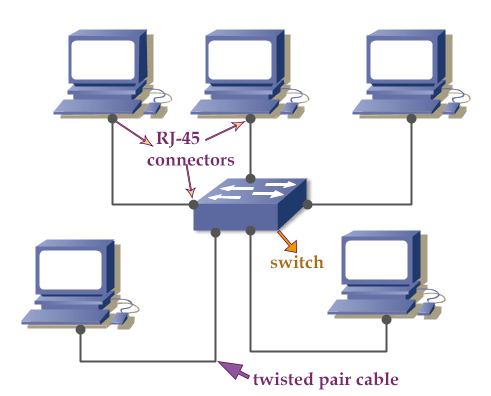 RJ-45
connectors
switch
twisted pair cable